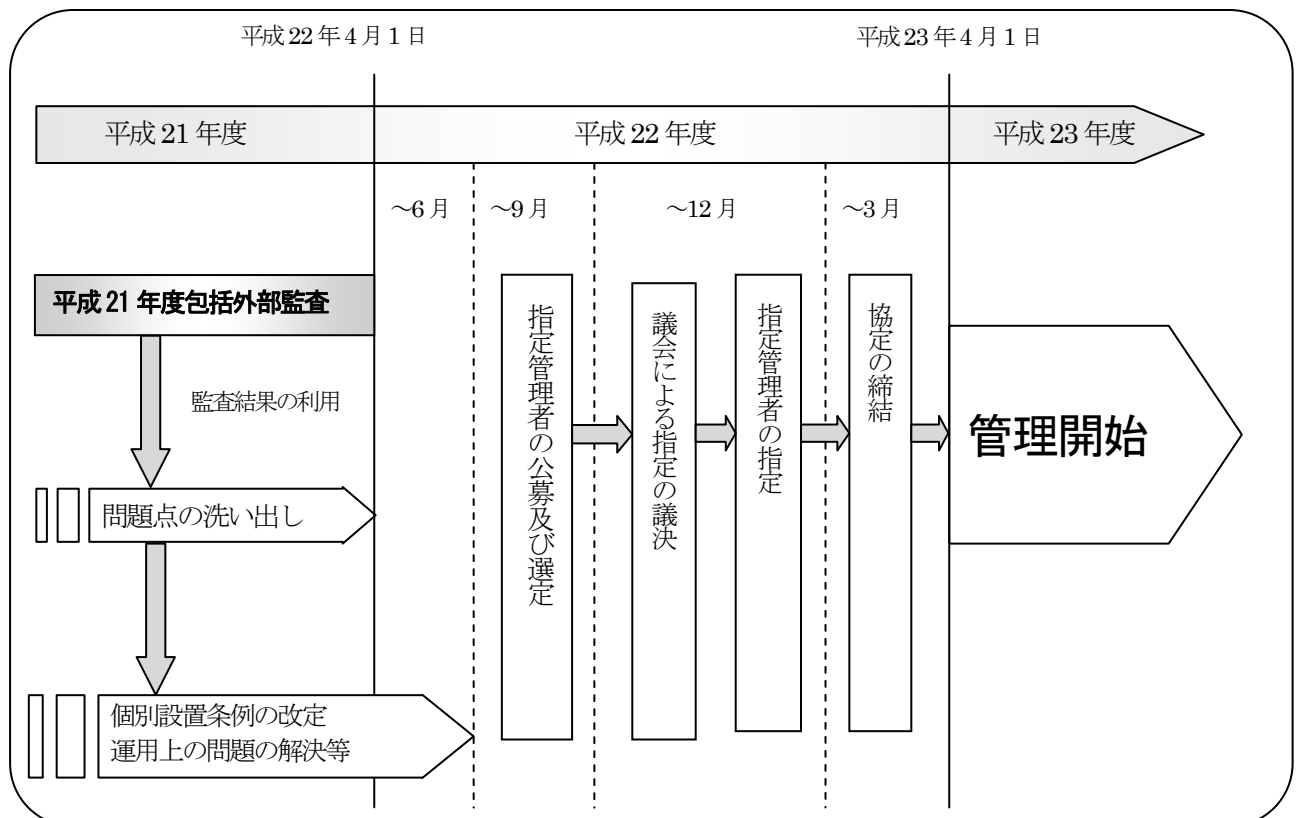 平成22年4月1日
平成23年4月1日
平成21年度
平成22年度
平成23年度
～6月
～9月
～12月
～3月
平成21年度包括外部監査
監査結果の利用
問題点の洗い出し
個別設置条例の改定
運用上の問題の解決等
指定管理者の公募及び選定
議会による指定の議決
指定管理者の指定
協定の締結
管理開始